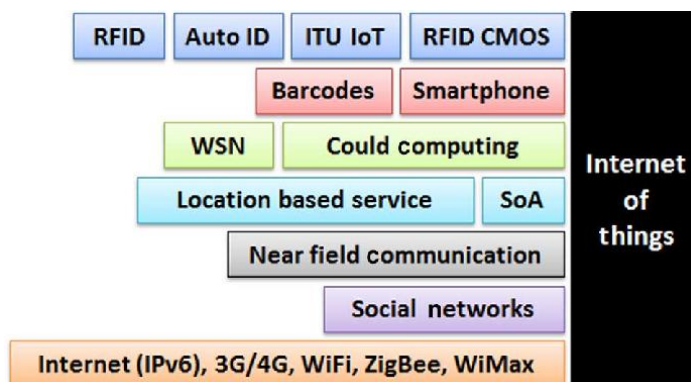 RFID Auto ID ITU IoT RFID CMOS
Barcodes Smartphone
WSN Could computing
Location based service SoA
Near field communication
Social networks
Internet (IPv6), 3G/4G, WiFi, ZigBee, WiMax
Internet
of
things